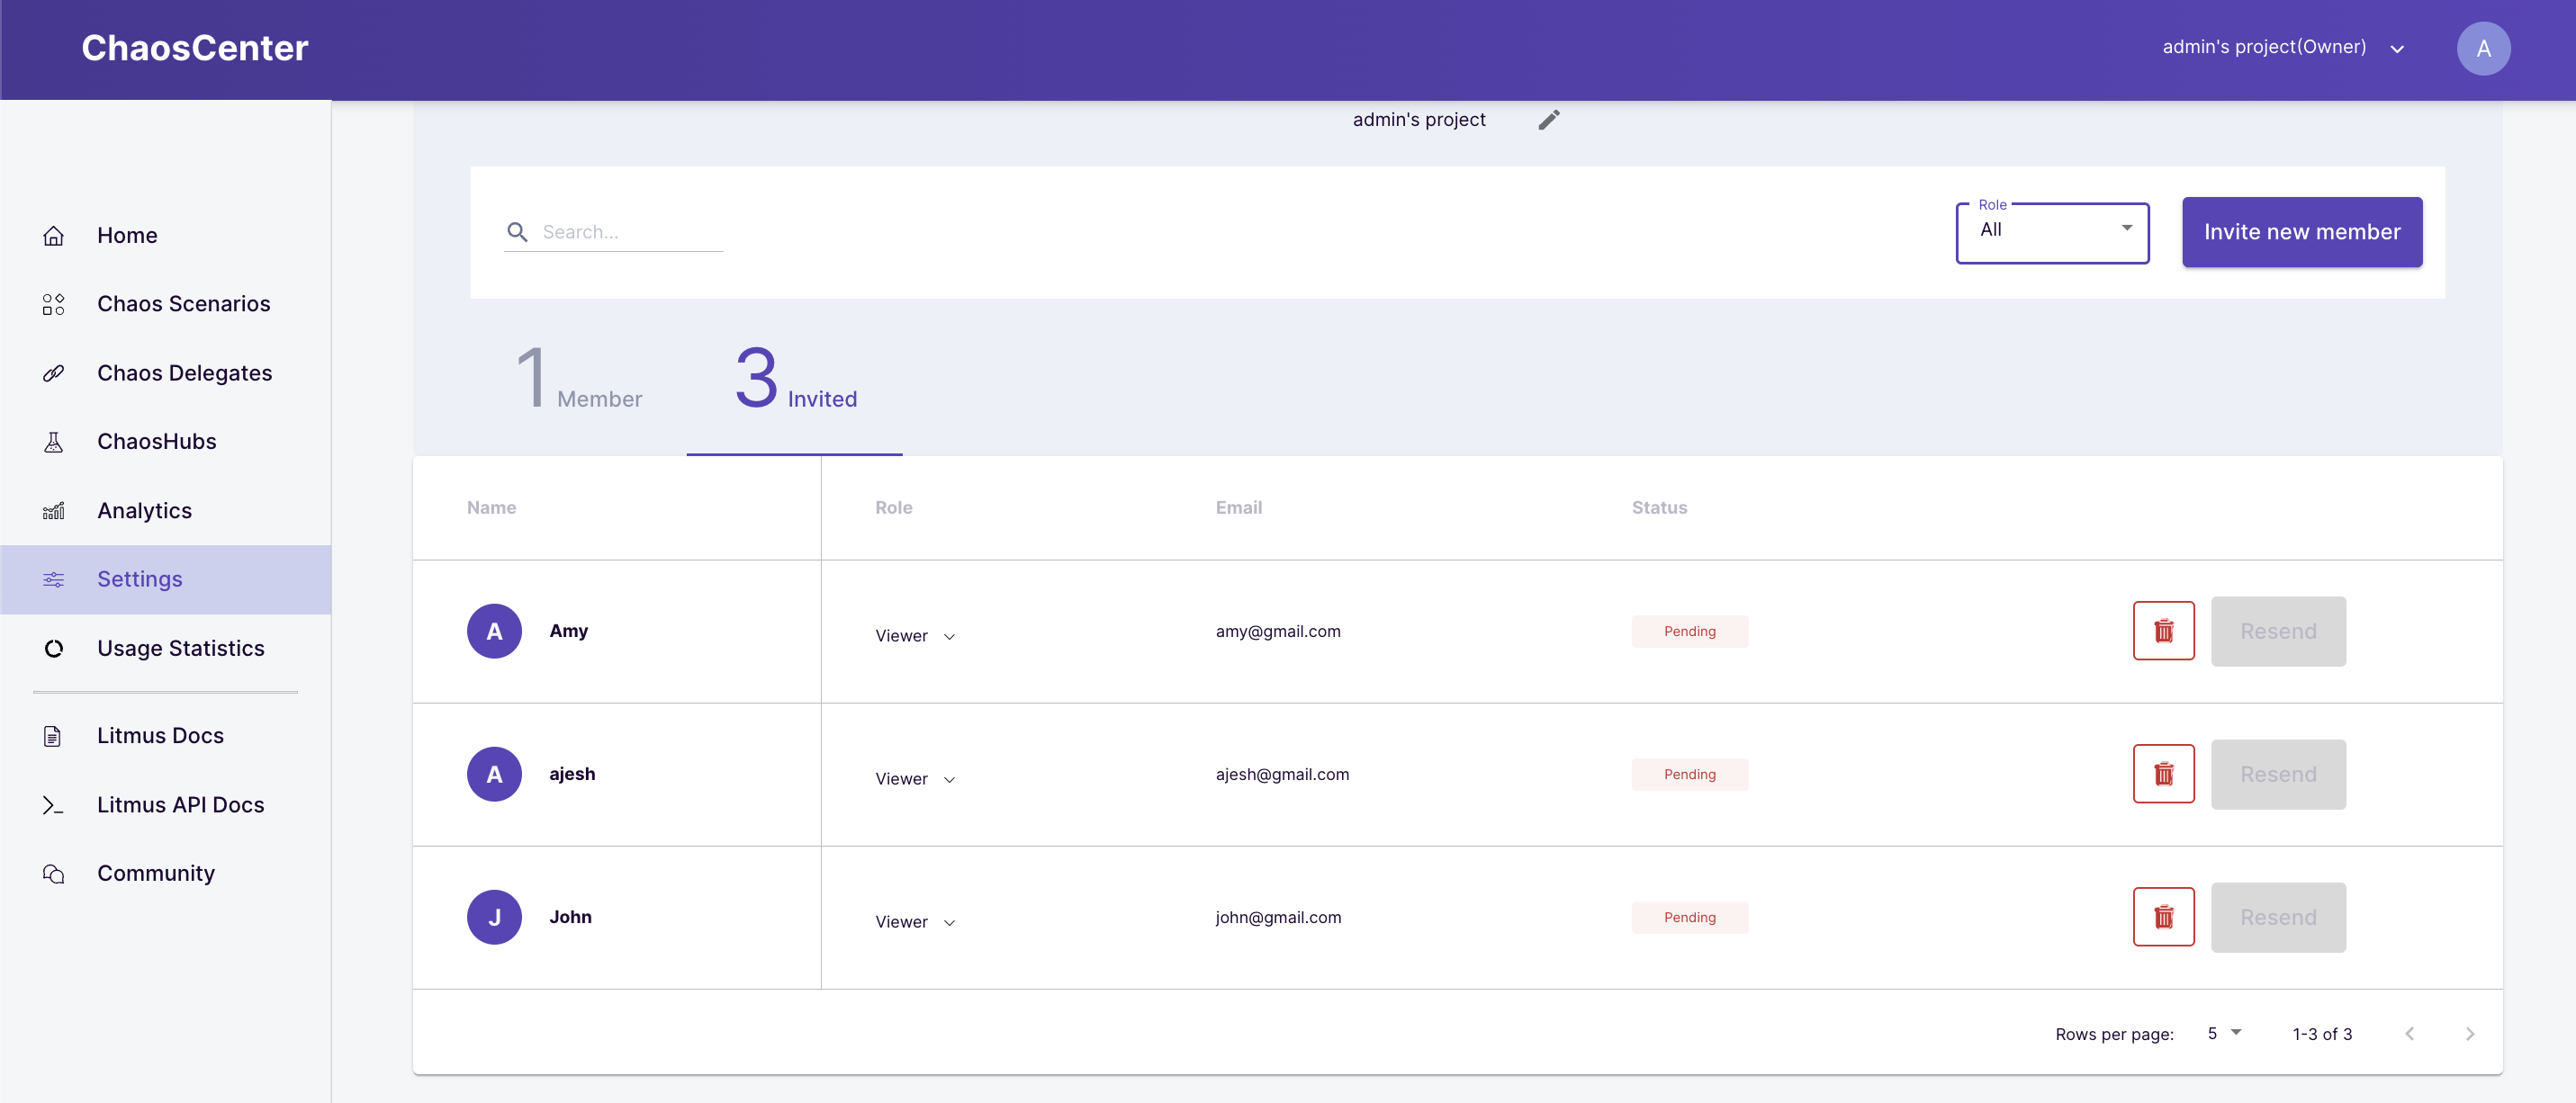 ChaosCenter
admin's project(Owner)
A
Home
Chaos Scenarios
Chaos Delegates
ChaosHubs
Analytics
Settings
Usage Statistics
Litmus Docs
Litmus API Docs
Community
admin's project
Search...
Role
All
Invite new member
1 Member
3 Invited
Name Role Email Status
A Amy Viewer amy@gmail.com Pending Resend
A ajesh Viewer ajesh@gmail.com Pending Resend
J John Viewer john@gmail.com Pending Resend
Rows per page: 5 1-3 of 3